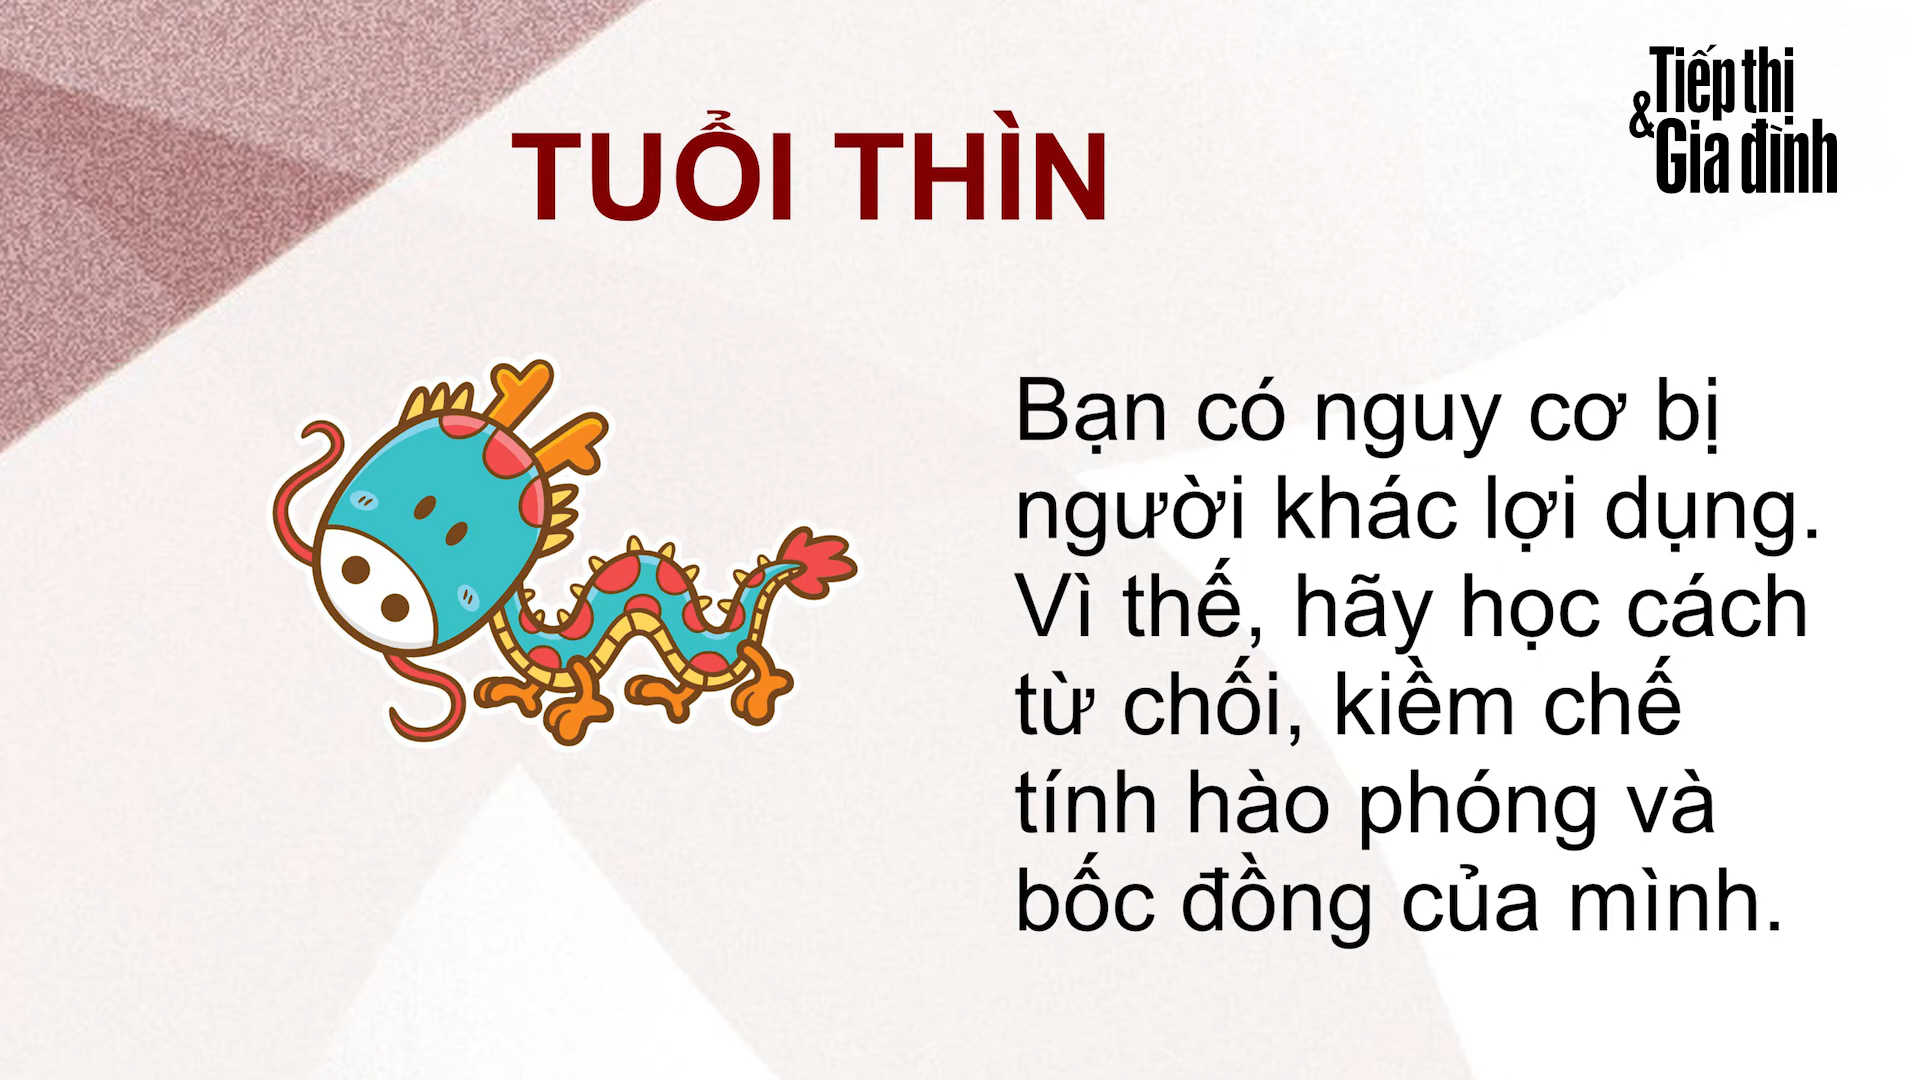 Tiếp thị
& Gia đình
TUỔI THÌN
Bạn có nguy cơ bị
người khác lợi dụng.
Vì thế, hãy học cách
từ chối, kiềm chế
tính hào phóng và
bốc đồng của mình.